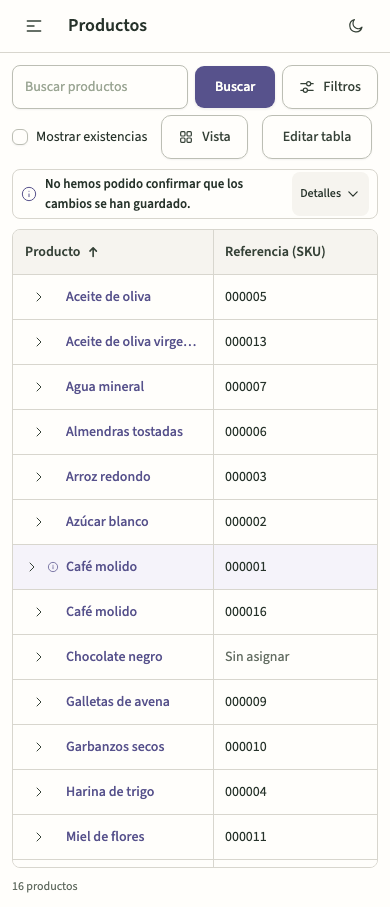 Productos
Buscar productos
Buscar
Filtros
Mostrar existencias
Vista
Editar tabla
No hemos podido confirmar que los
cambios se han guardado.
Detalles
Producto
Referencia (SKU)
Aceite de oliva
000005
Aceite de oliva virge…
000013
Agua mineral
000007
Almendras tostadas
000006
Arroz redondo
000003
Azúcar blanco
000002
Café molido
000001
Café molido
000016
Chocolate negro
Sin asignar
Galletas de avena
000009
Garbanzos secos
000010
Harina de trigo
000004
Miel de flores
000011
16 productos